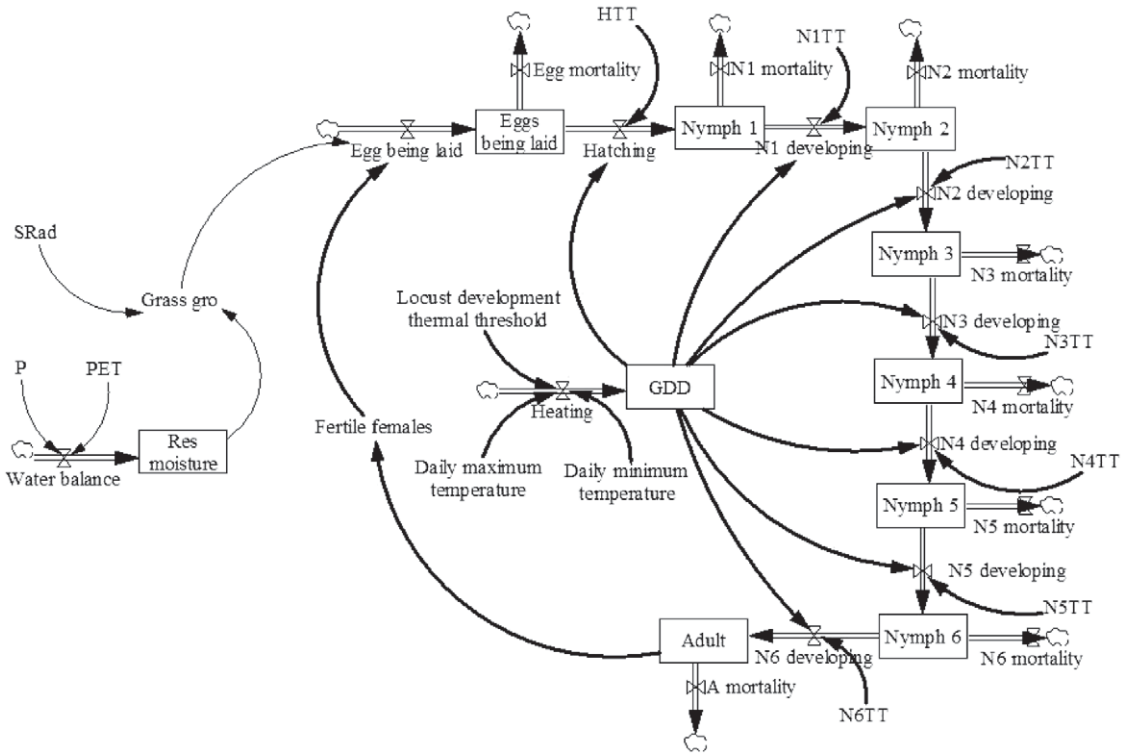 HTT
N1TT
Egg mortality
N1 mortality
N2 mortality
Eggs
being laid
Nymph 1
Nymph 2
Egg being laid
Hatching
N1 developing
N2TT
N2 developing
SRad
Nymph 3
N3 mortality
Grass gro
Locust development
thermal threshold
N3 developing
N3TT
P
PET
GDD
Nymph 4
Heating
N4 mortality
Fertile females
Res
moisture
N4 developing
Water balance
Daily maximum
temperature
Daily minimum
temperature
N4TT
Nymph 5
N5 mortality
N5 developing
N5TT
Adult
Nymph 6
N6 developing
N6 mortality
A mortality
N6TT